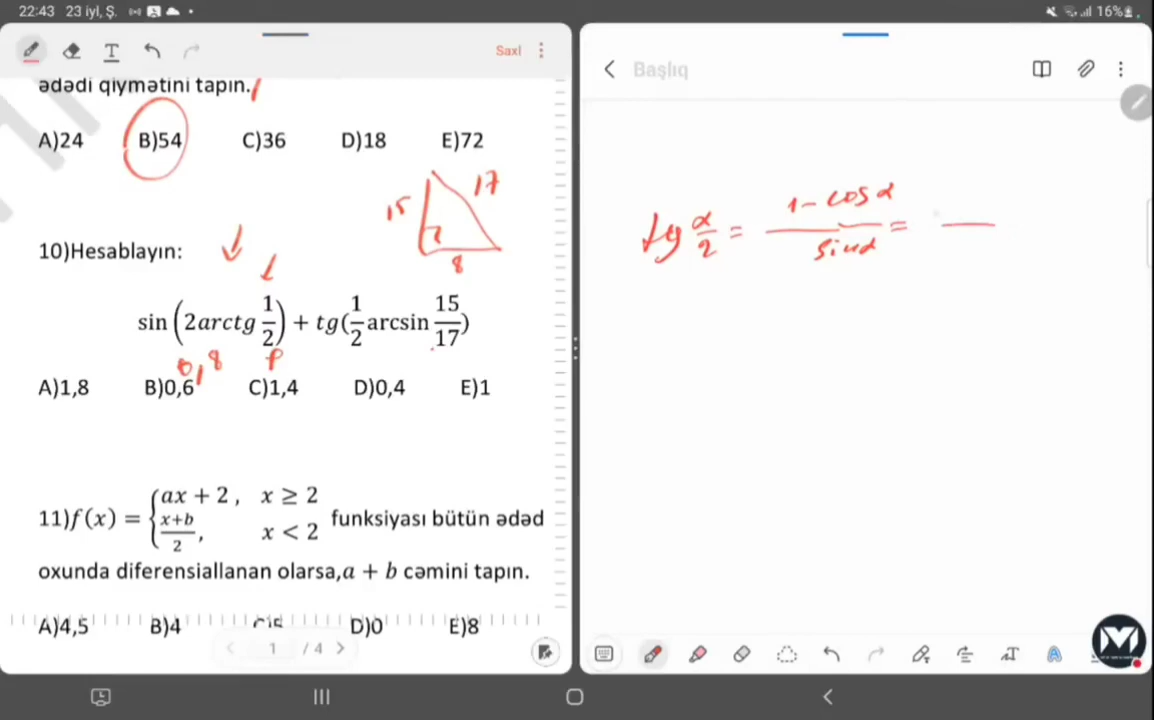 22:43 23 iyl, Ş.
16%
Saxl
ədədi qiymətini tapın.
A)24 B)54 C)36 D)18 E)72
15 17
8
10)Hesablayın:
sin(2arctg 1/2) + tg(1/2 arcsin 15/17)
0,8
A)1,8 B)0,6 C)1,4 D)0,4 E)1
11)f(x) = { ax + 2, x ≥ 2
x+b/2, x < 2 funksiyası bütün ədəd
oxunda diferensiallanan olarsa,a + b cəmini tapın.
A)4,5 B)4 D)0 E)8
1 / 4
Başlıq
tg α/2 = 1 - cos α / sin α =